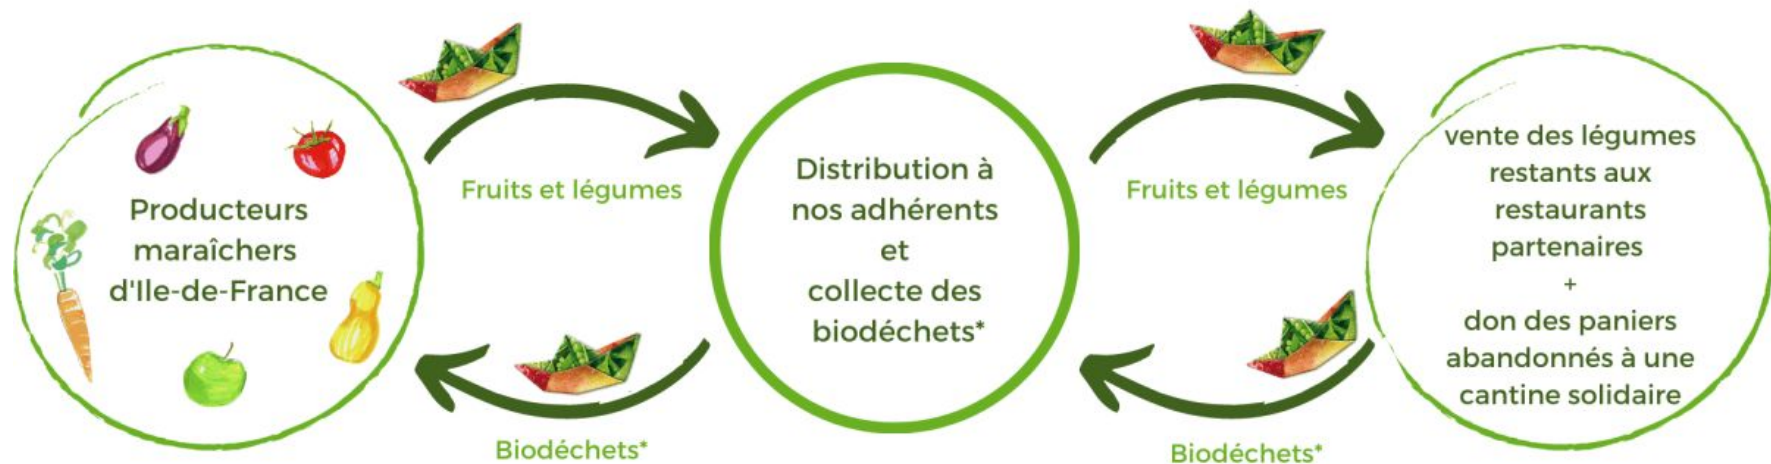 Producteurs
maraîchers
d'Ile-de-France
Fruits et légumes
Biodéchets*
Distribution à
nos adhérents
et
collecte des
biodéchets*
Fruits et légumes
Biodéchets*
vente des légumes
restants aux
restaurants
partenaires
+
don des paniers
abandonnés à une
cantine solidaire